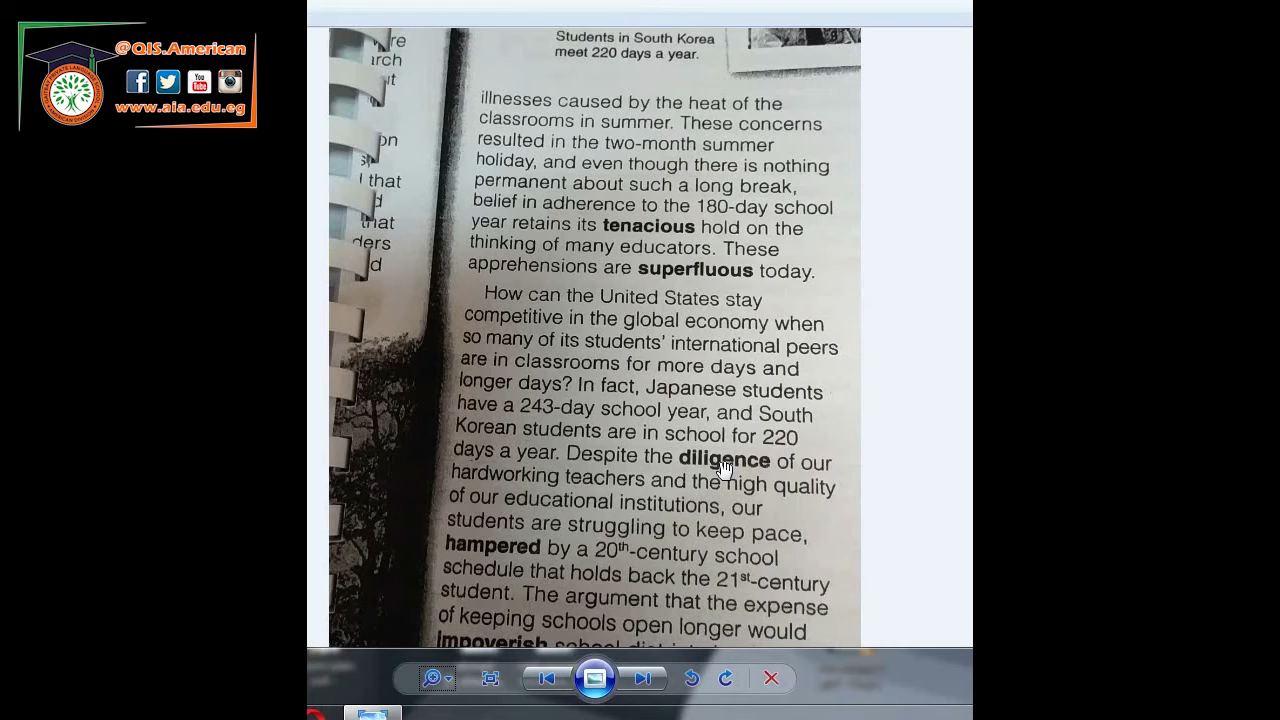 @QIS.American
You
Tube
www.aia.edu.eg
Students in South Korea
meet 220 days a year.
illnesses caused by the heat of the
classrooms in summer. These concerns
resulted in the two-month summer
holiday, and even though there is nothing
permanent about such a long break,
belief in adherence to the 180-day school
year retains its tenacious hold on the
thinking of many educators. These
apprehensions are superfluous today.
How can the United States stay
competitive in the global economy when
so many of its students' international peers
are in classrooms for more days and
longer days? In fact, Japanese students
have a 243-day school year, and South
Korean students are in school for 220
days a year. Despite the diligence of our
hardworking teachers and the high quality
of our educational institutions, our
students are struggling to keep pace,
hampered by a 20th-century school
schedule that holds back the 21st-century
student. The argument that the expense
of keeping schools open longer would
impoverish school